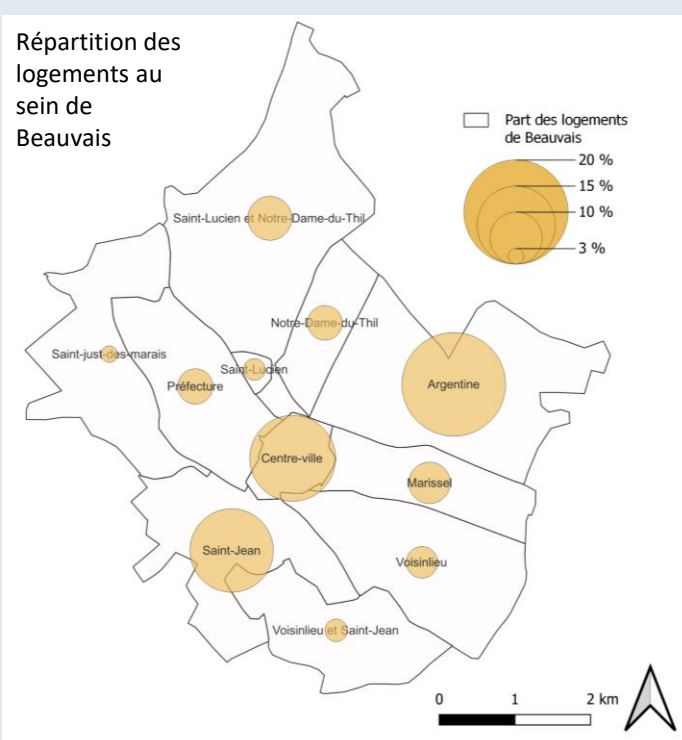 Répartition des
logements au
sein de
Beauvais
Part des logements
de Beauvais
20 %
15 %
10 %
3 %
Saint-Lucien et Notre-Dame-du-Thil
Notre-Dame-du-Thil
Saint-just-des-marais
Saint-Lucien
Préfecture
Argentine
Centre-ville
Marissel
Saint-Jean
Voisinlieu
Voisinlieu et Saint-Jean
0 1 2 km